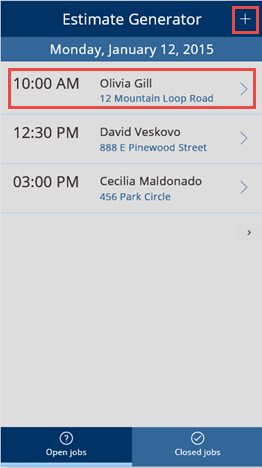 Estimate Generator
Monday, January 12, 2015
10:00 AM Olivia Gill
12 Mountain Loop Road
12:30 PM David Veskovo
888 E Pinewood Street
03:00 PM Cecilia Maldonado
456 Park Circle
Open jobs Closed jobs